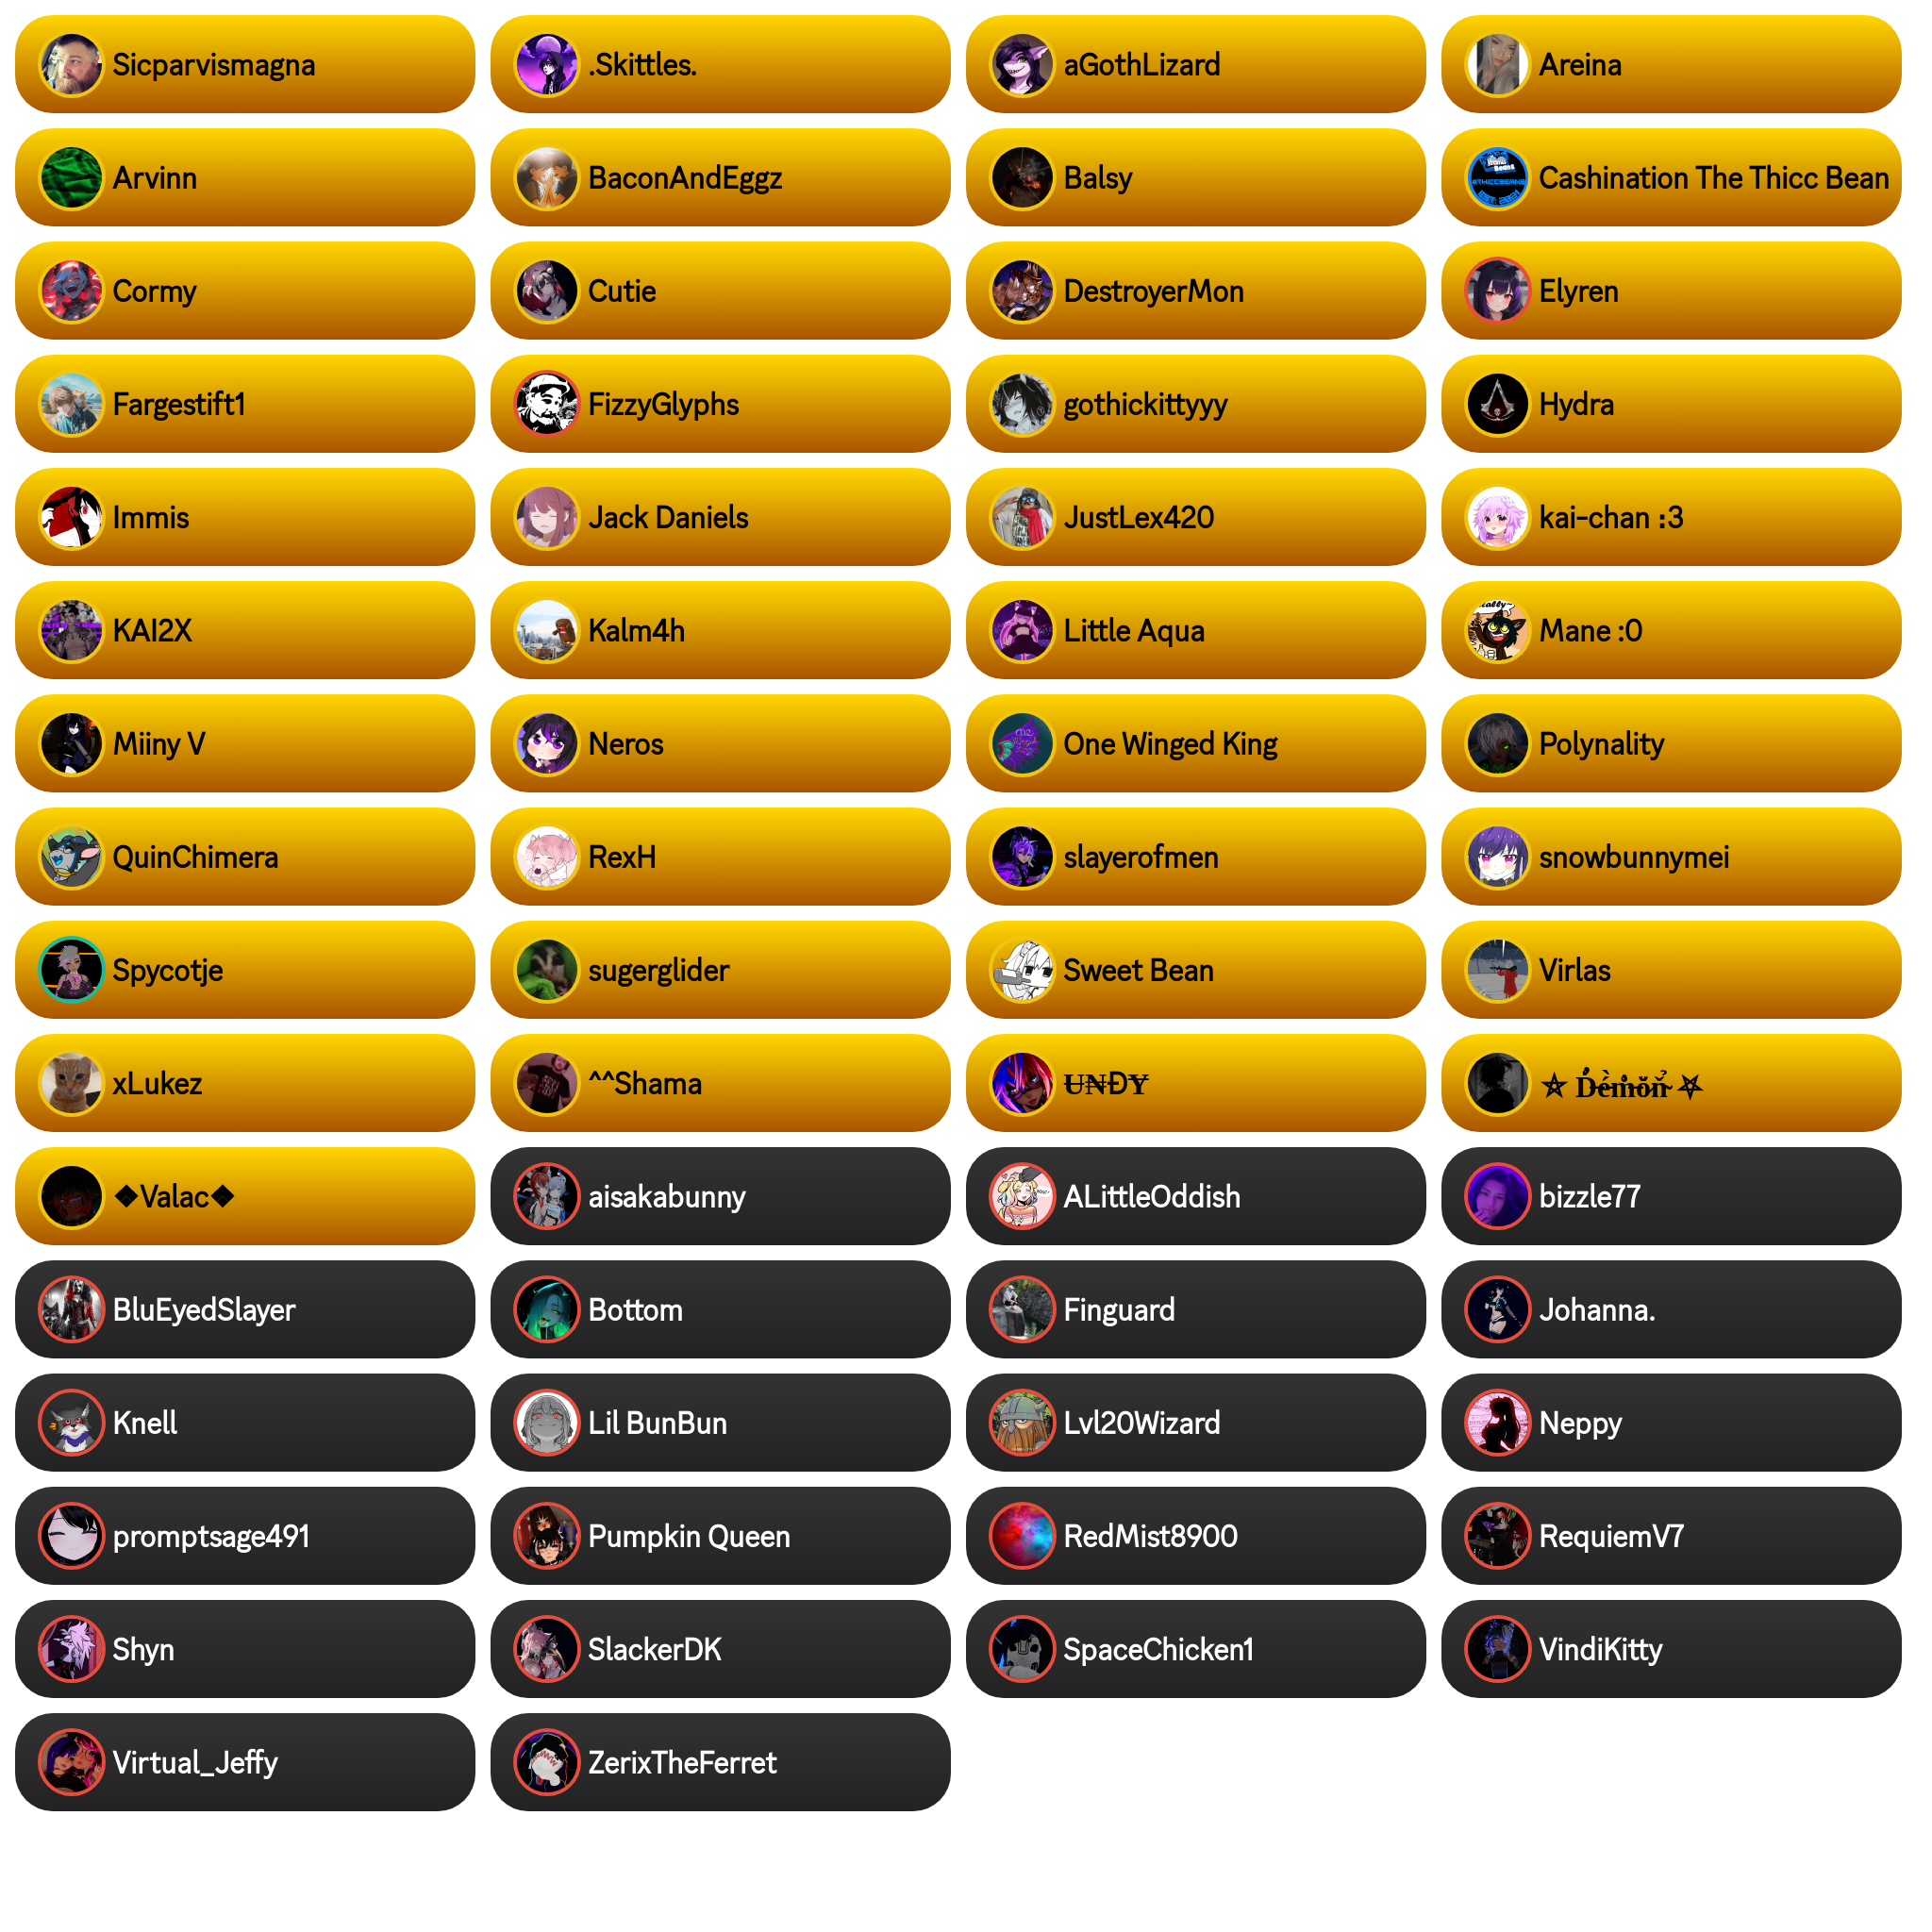 Sicparvismagna
.Skittles.
aGothLizard
Areina
Arvinn
BaconAndEggz
Balsy
Cashination The Thicc Bean
Cormy
Cutie
DestroyerMon
Elyren
Fargestift1
FizzyGlyphs
gothickittyyy
Hydra
Immis
Jack Daniels
JustLex420
kai-chan :3
KAI2X
Kalm4h
Little Aqua
Mane :0
Miiny V
Neros
One Winged King
Polynality
QuinChimera
RexH
slayerofmen
snowbunnymei
Spycotje
sugerglider
Sweet Bean
Virlas
xLukez
^^Shama
U̶N̶ĐY̶
⛤ D̴̛́ė̴̀m̴̊ŏ̴n̴̉ ⛧
❖Valac❖
aisakabunny
ALittleOddish
bizzle77
BluEyedSlayer
Bottom
Finguard
Johanna.
Knell
Lil BunBun
Lvl20Wizard
Neppy
promptsage491
Pumpkin Queen
RedMist8900
RequiemV7
Shyn
SlackerDK
SpaceChicken1
VindiKitty
Virtual_Jeffy
ZerixTheFerret